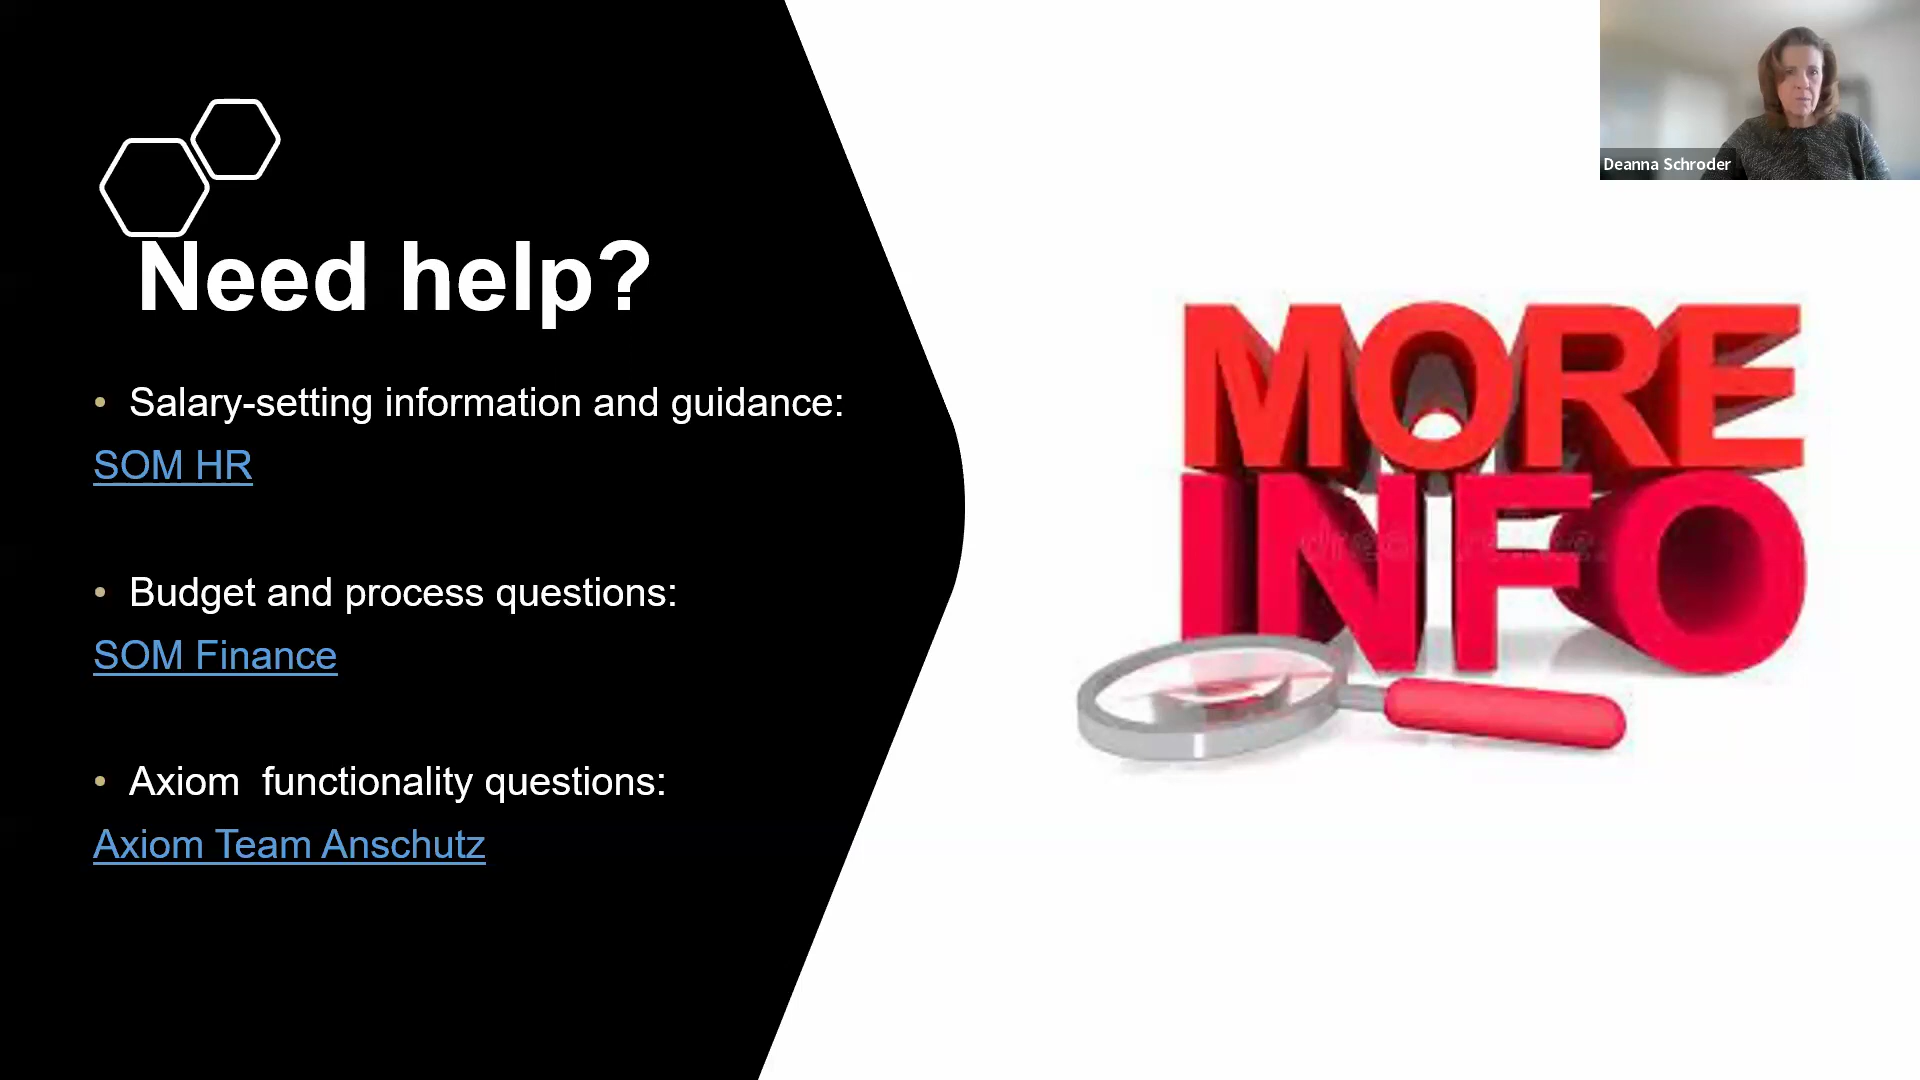 Deanna Schroder
Need help?
• Salary-setting information and guidance:
SOM HR
• Budget and process questions:
SOM Finance
• Axiom  functionality questions:
Axiom Team Anschutz
MORE
INFO